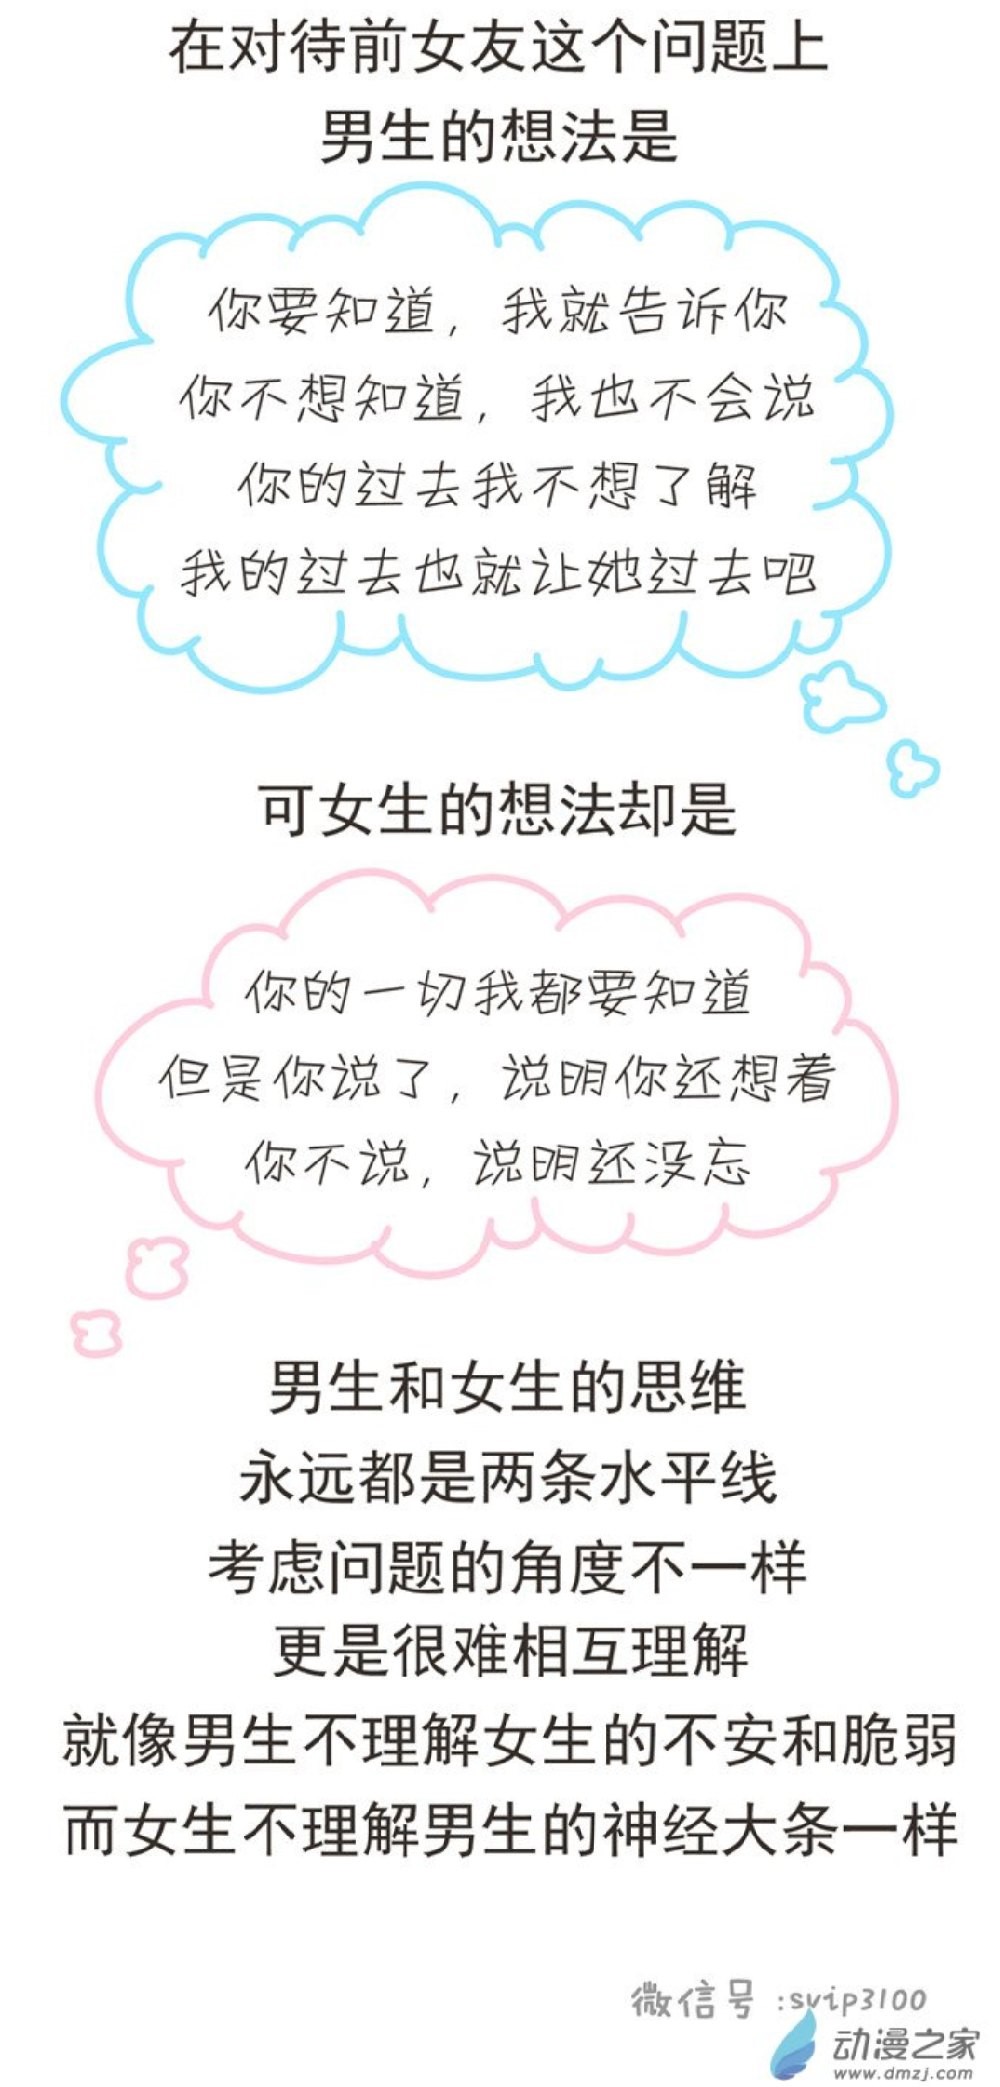 在对待前女友这个问题上
男生的想法是
你要知道，我就告诉你
你不想知道，我也不会说
你的过去我不想了解
我的过去也就让她过去吧
可女生的想法却是
你的一切我都要知道
但是你说了，说明你还想着
你不说，说明还没忘
男生和女生的思维
永远都是两条水平线
考虑问题的角度不一样
更是很难相互理解
就像男生不理解女生的不安和脆弱
而女生不理解男生的神经大条一样
微信号 :svip3100
动漫之家
www.dmzj.com